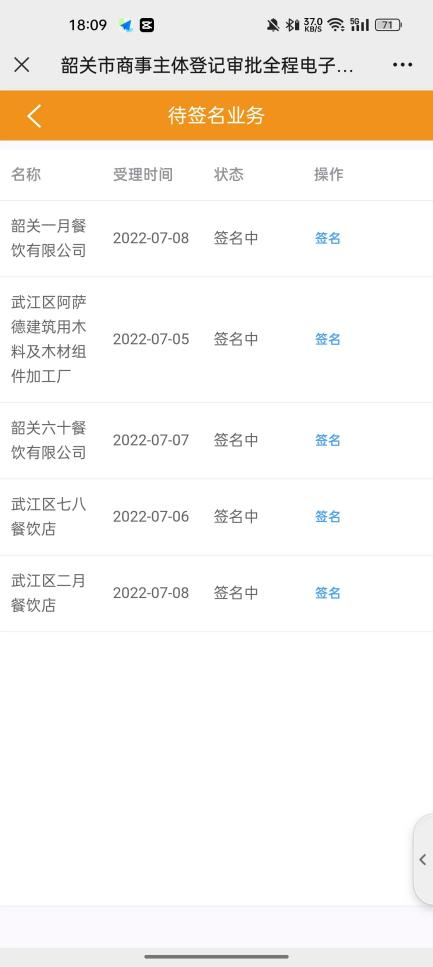 18:09 37.0 KB/S 5G 71
韶关市商事主体登记审批全程电子...
待签名业务
名称 受理时间 状态 操作
韶关一月餐
饮有限公司
2022-07-08 签名中 签名
武江区阿萨
德建筑用木
料及木材组
件加工厂
2022-07-05 签名中 签名
韶关六十餐
饮有限公司
2022-07-07 签名中 签名
武江区七八
餐饮店
2022-07-06 签名中 签名
武江区二月
餐饮店
2022-07-08 签名中 签名